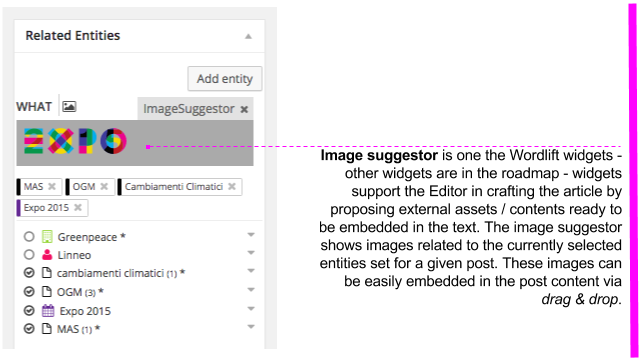 Related Entities
Add entity
WHAT
ImageSuggestor ×
EXPO
MAS × OGM × Cambiamenti Climatici ×
Expo 2015 ×
Greenpeace *
Linneo
cambiamenti climatici (1) *
OGM (3) *
Expo 2015
MAS (1) *
Image suggestor is one the Wordlift widgets -
other widgets are in the roadmap - widgets
support the Editor in crafting the article by
proposing external assets / contents ready to
be embedded in the text. The image suggestor
shows images related to the currently selected
entities set for a given post. These images can
be easily embedded in the post content via
drag & drop.